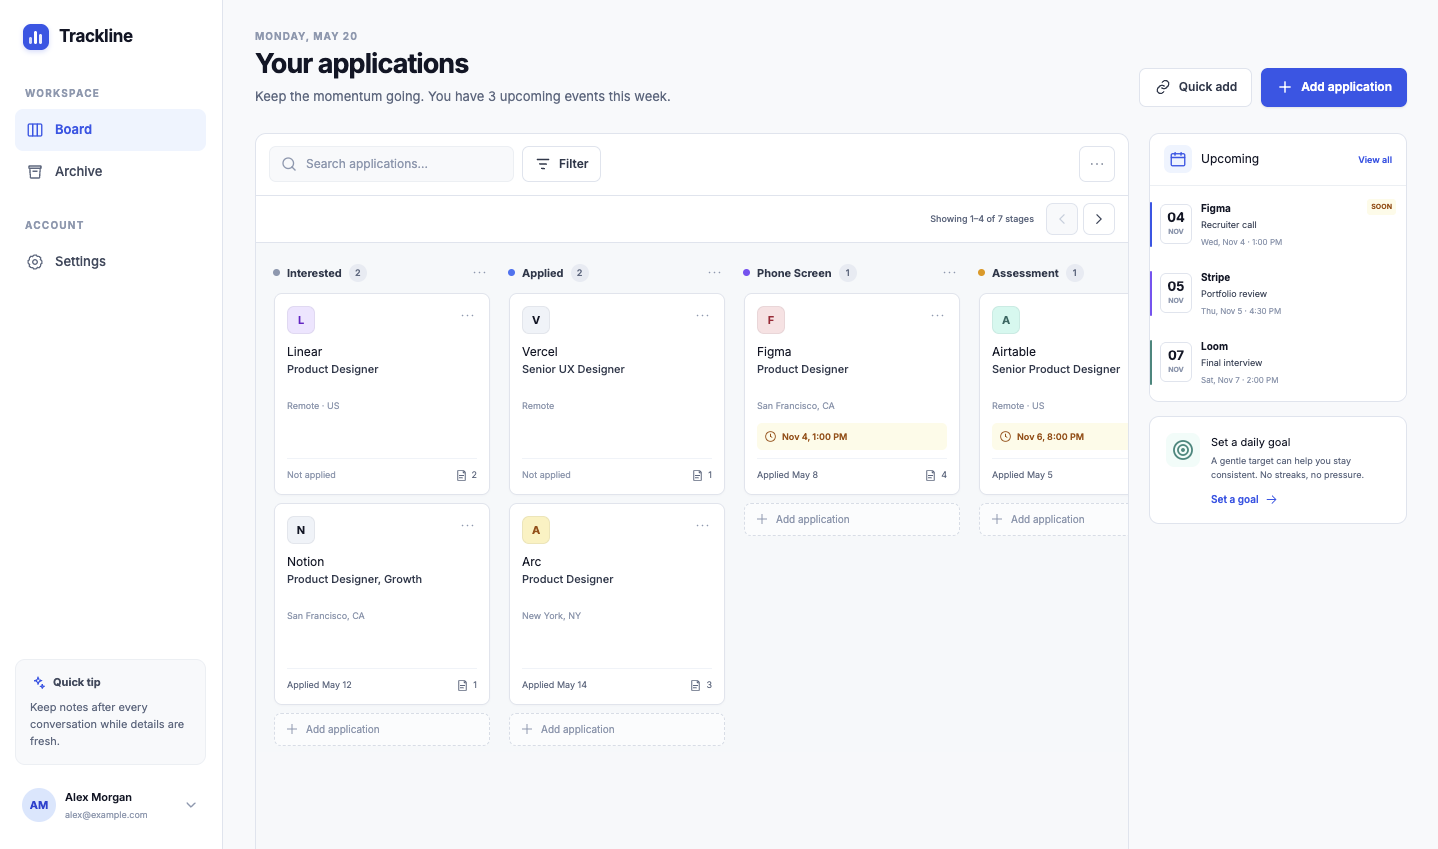 Trackline
WORKSPACE
Board
Archive
ACCOUNT
Settings
Quick tip
Keep notes after every
conversation while details are
fresh.
AM
Alex Morgan
alex@example.com
MONDAY, MAY 20
Your applications
Keep the momentum going. You have 3 upcoming events this week.
Quick add
Add application
Search applications...
Filter
Showing 1–4 of 7 stages
Interested 2
L
Linear
Product Designer
Remote · US
Not applied 2
N
Notion
Product Designer, Growth
San Francisco, CA
Applied May 12 1
Add application
Applied 2
V
Vercel
Senior UX Designer
Remote
Not applied 1
A
Arc
Product Designer
New York, NY
Applied May 14 3
Add application
Phone Screen 1
F
Figma
Product Designer
San Francisco, CA
Nov 4, 1:00 PM
Applied May 8 4
Add application
Assessment 1
A
Airtable
Senior Product Designer
Remote · US
Nov 6, 8:00 PM
Applied May 5
Add application
Upcoming
View all
04
NOV
Figma
SOON
Recruiter call
Wed, Nov 4 · 1:00 PM
05
NOV
Stripe
Portfolio review
Thu, Nov 5 · 4:30 PM
07
NOV
Loom
Final interview
Sat, Nov 7 · 2:00 PM
Set a daily goal
A gentle target can help you stay
consistent. No streaks, no pressure.
Set a goal